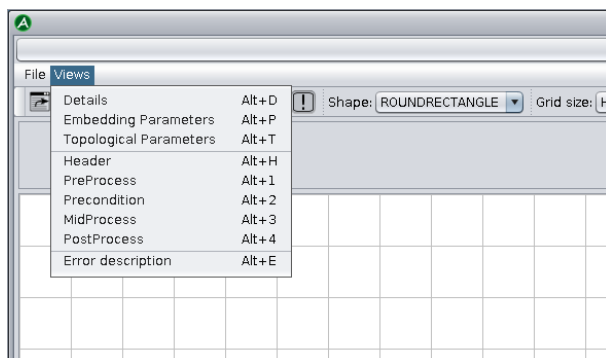 A
File Views
! Shape: ROUNDRECTANGLE Grid size: H
Details Alt+D
Embedding Parameters Alt+P
Topological Parameters Alt+T
Header Alt+H
PreProcess Alt+1
Precondition Alt+2
MidProcess Alt+3
PostProcess Alt+4
Error description Alt+E